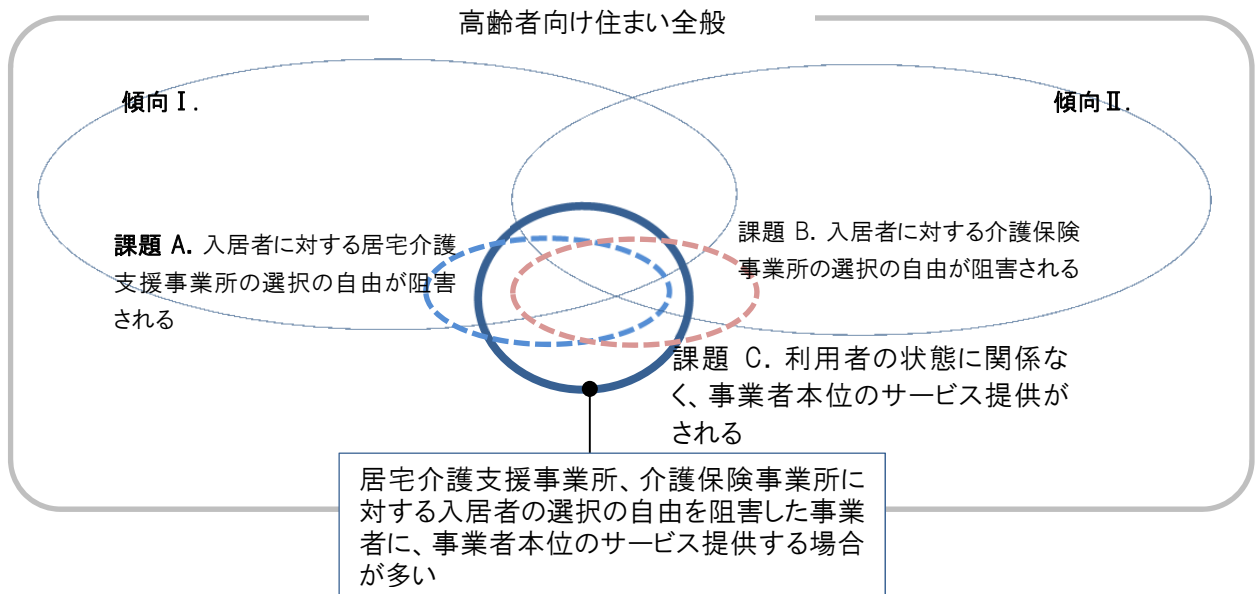 高齢者向け住まい全般
傾向Ⅰ.
傾向Ⅱ.
課題 A. 入居者に対する居宅介護
支援事業所の選択の自由が阻害
される
課題 B. 入居者に対する介護保険
事業所の選択の自由が阻害される
課題 C. 利用者の状態に関係な
く、事業者本位のサービス提供が
される
居宅介護支援事業所、介護保険事業所に
対する入居者の選択の自由を阻害した事業
者に、事業者本位のサービス提供する場合
が多い